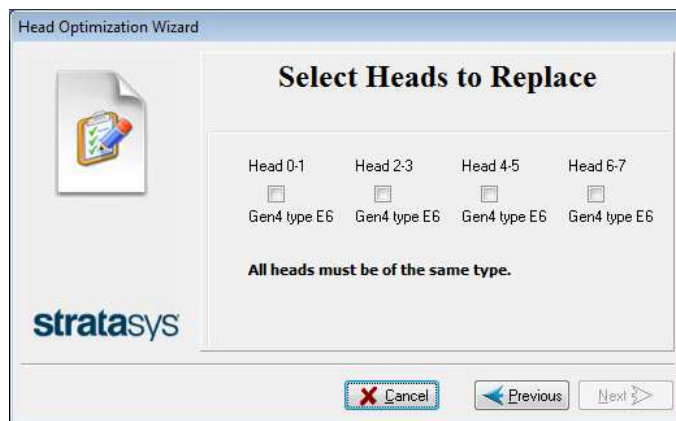 Head Optimization Wizard
Select Heads to Replace
Head 0-1 Head 2-3 Head 4-5 Head 6-7
Gen4 type E6 Gen4 type E6 Gen4 type E6 Gen4 type E6
All heads must be of the same type.
stratasys
Cancel Previous Next